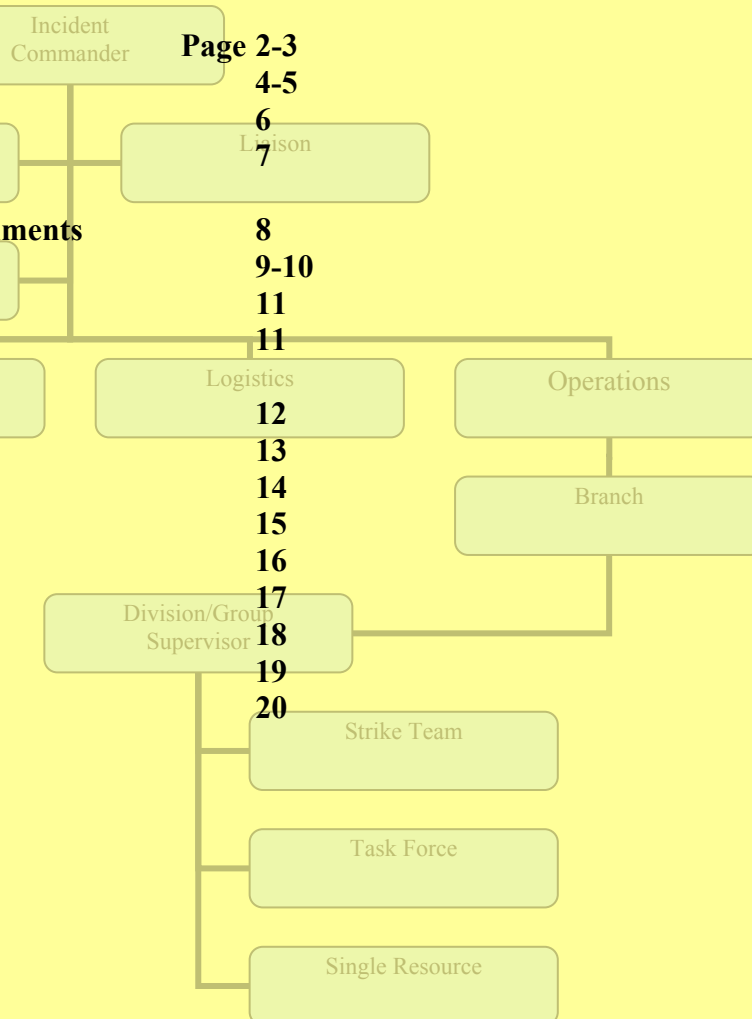 Incident
Commander
Page 2-3
4-5
6
Liaison
7
ments
8
9-10
11
11
Logistics
Operations
12
13
14
Branch
15
16
17
Division/Group
Supervisor
18
19
20
Strike Team
Task Force
Single Resource